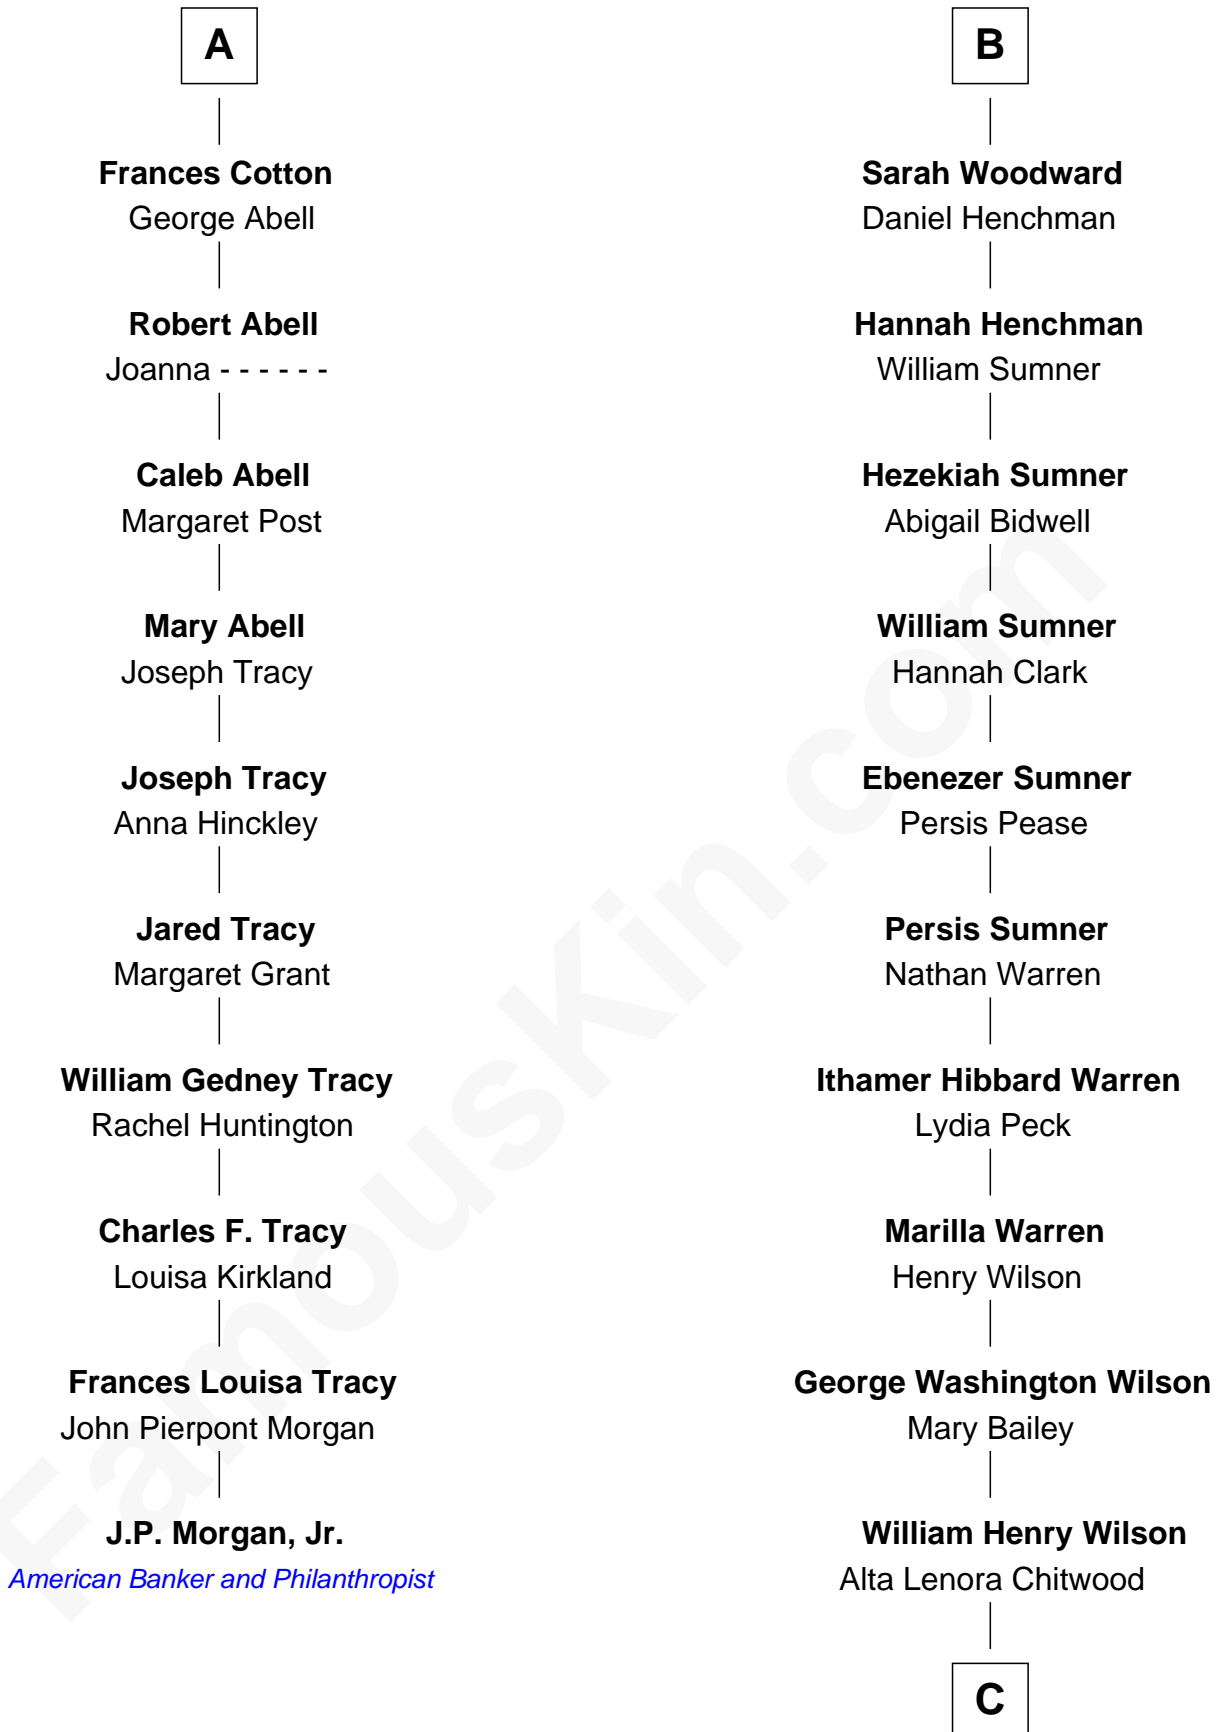 A
Frances Cotton
George Abell
Robert Abell
Joanna - - - - - -
Caleb Abell
Margaret Post
Mary Abell
Joseph Tracy
Joseph Tracy
Anna Hinckley
Jared Tracy
Margaret Grant
William Gedney Tracy
Rachel Huntington
Charles F. Tracy
Louisa Kirkland
Frances Louisa Tracy
John Pierpont Morgan
J.P. Morgan, Jr.
American Banker and Philanthropist
B
Sarah Woodward
Daniel Henchman
Hannah Henchman
William Sumner
Hezekiah Sumner
Abigail Bidwell
William Sumner
Hannah Clark
Ebenezer Sumner
Persis Pease
Persis Sumner
Nathan Warren
Ithamer Hibbard Warren
Lydia Peck
Marilla Warren
Henry Wilson
George Washington Wilson
Mary Bailey
William Henry Wilson
Alta Lenora Chitwood
C
FamousKin.com